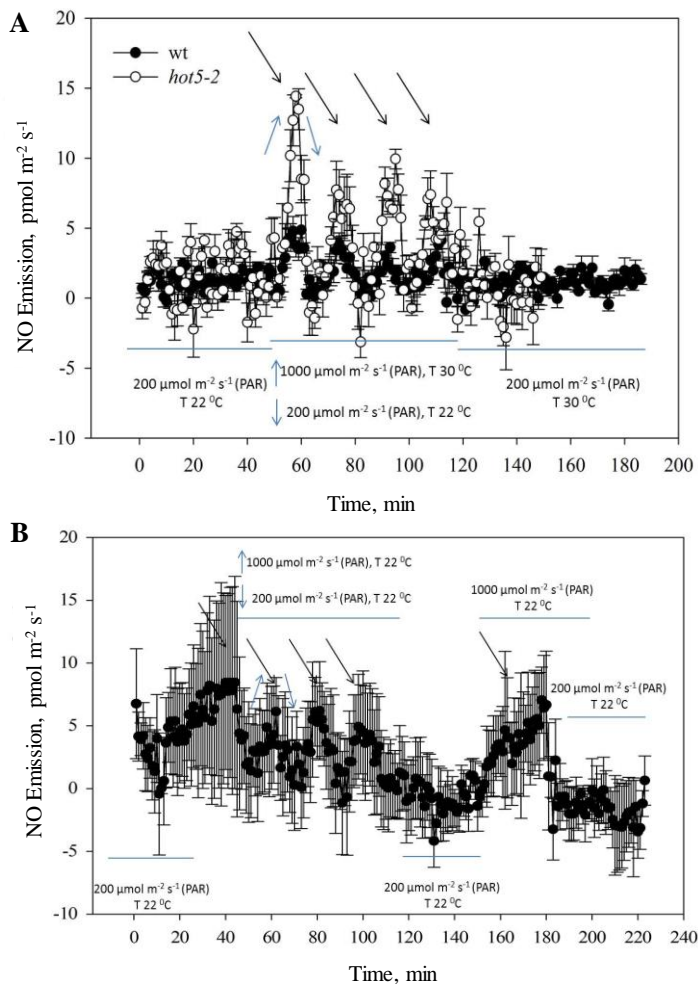 A
20
wt
hot5-2
15
10
5
0
-5
-10
NO Emission, pmol m⁻² s⁻¹
200 µmol m⁻² s⁻¹ (PAR)
T 22 ⁰C
1000 µmol m⁻² s⁻¹ (PAR), T 30 ⁰C
200 µmol m⁻² s⁻¹ (PAR), T 22 ⁰C
200 µmol m⁻² s⁻¹ (PAR)
T 30 ⁰C
0 20 40 60 80 100 120 140 160 180 200
Time, min
B
20
15
10
5
0
-5
-10
NO Emission, pmol m⁻² s⁻¹
1000 µmol m⁻² s⁻¹ (PAR), T 22 ⁰C
200 µmol m⁻² s⁻¹ (PAR), T 22 ⁰C
1000 µmol m⁻² s⁻¹ (PAR)
T 22 ⁰C
200 µmol m⁻² s⁻¹ (PAR)
T 22 ⁰C
200 µmol m⁻² s⁻¹ (PAR)
T 22 ⁰C
200 µmol m⁻² s⁻¹ (PAR)
T 22 ⁰C
0 20 40 60 80 100 120 140 160 180 200 220 240
Time, min